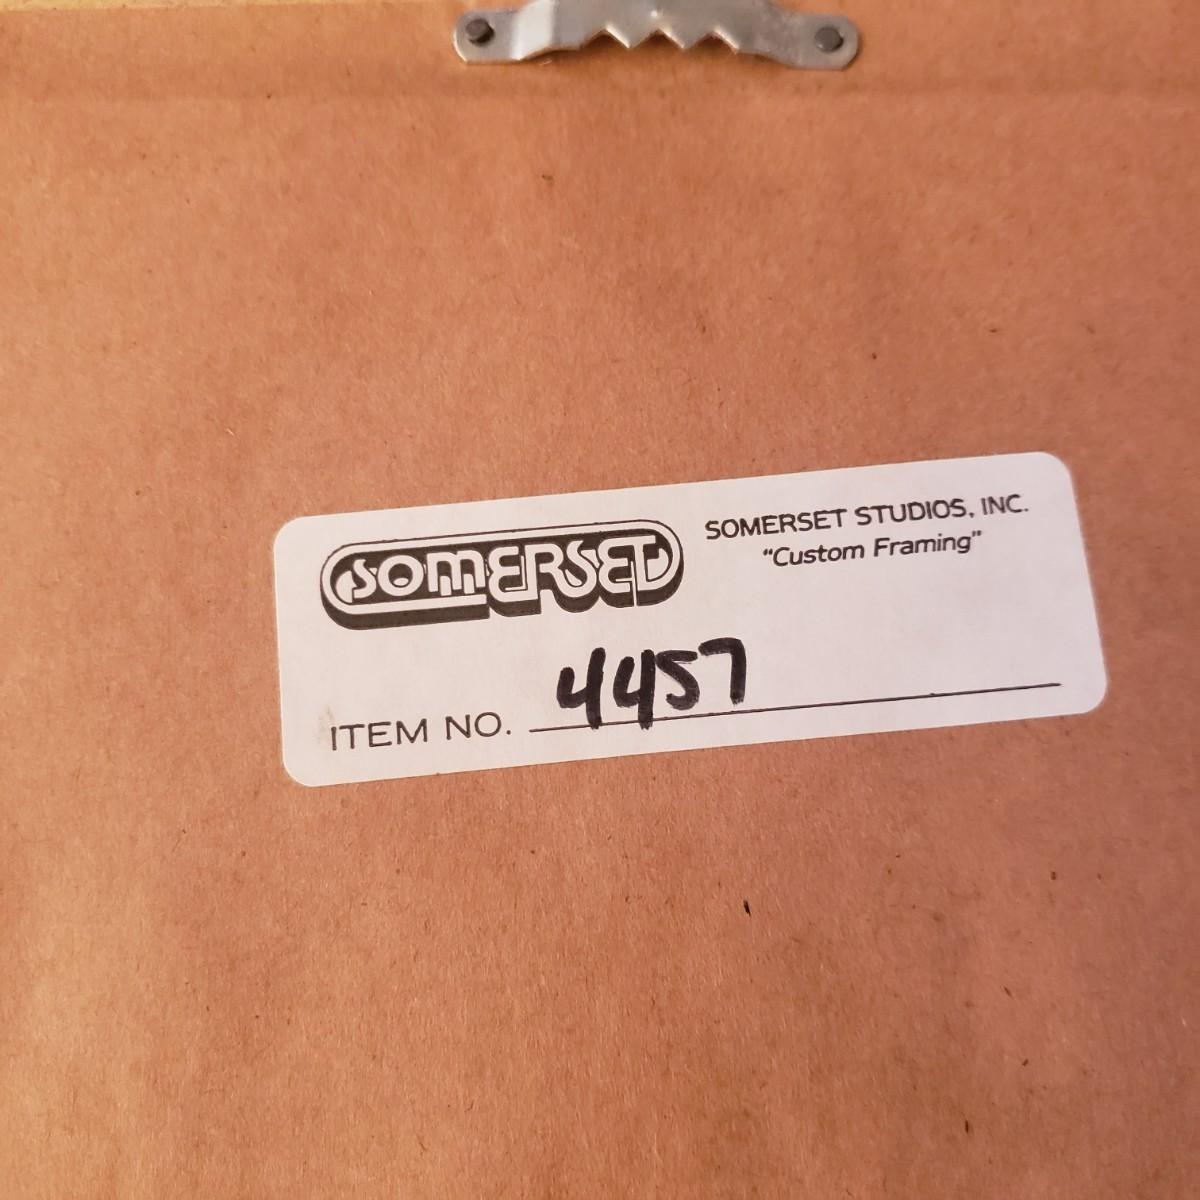 SOMERSET
SOMERSET STUDIOS, INC.
"Custom Framing"
ITEM NO. 4457